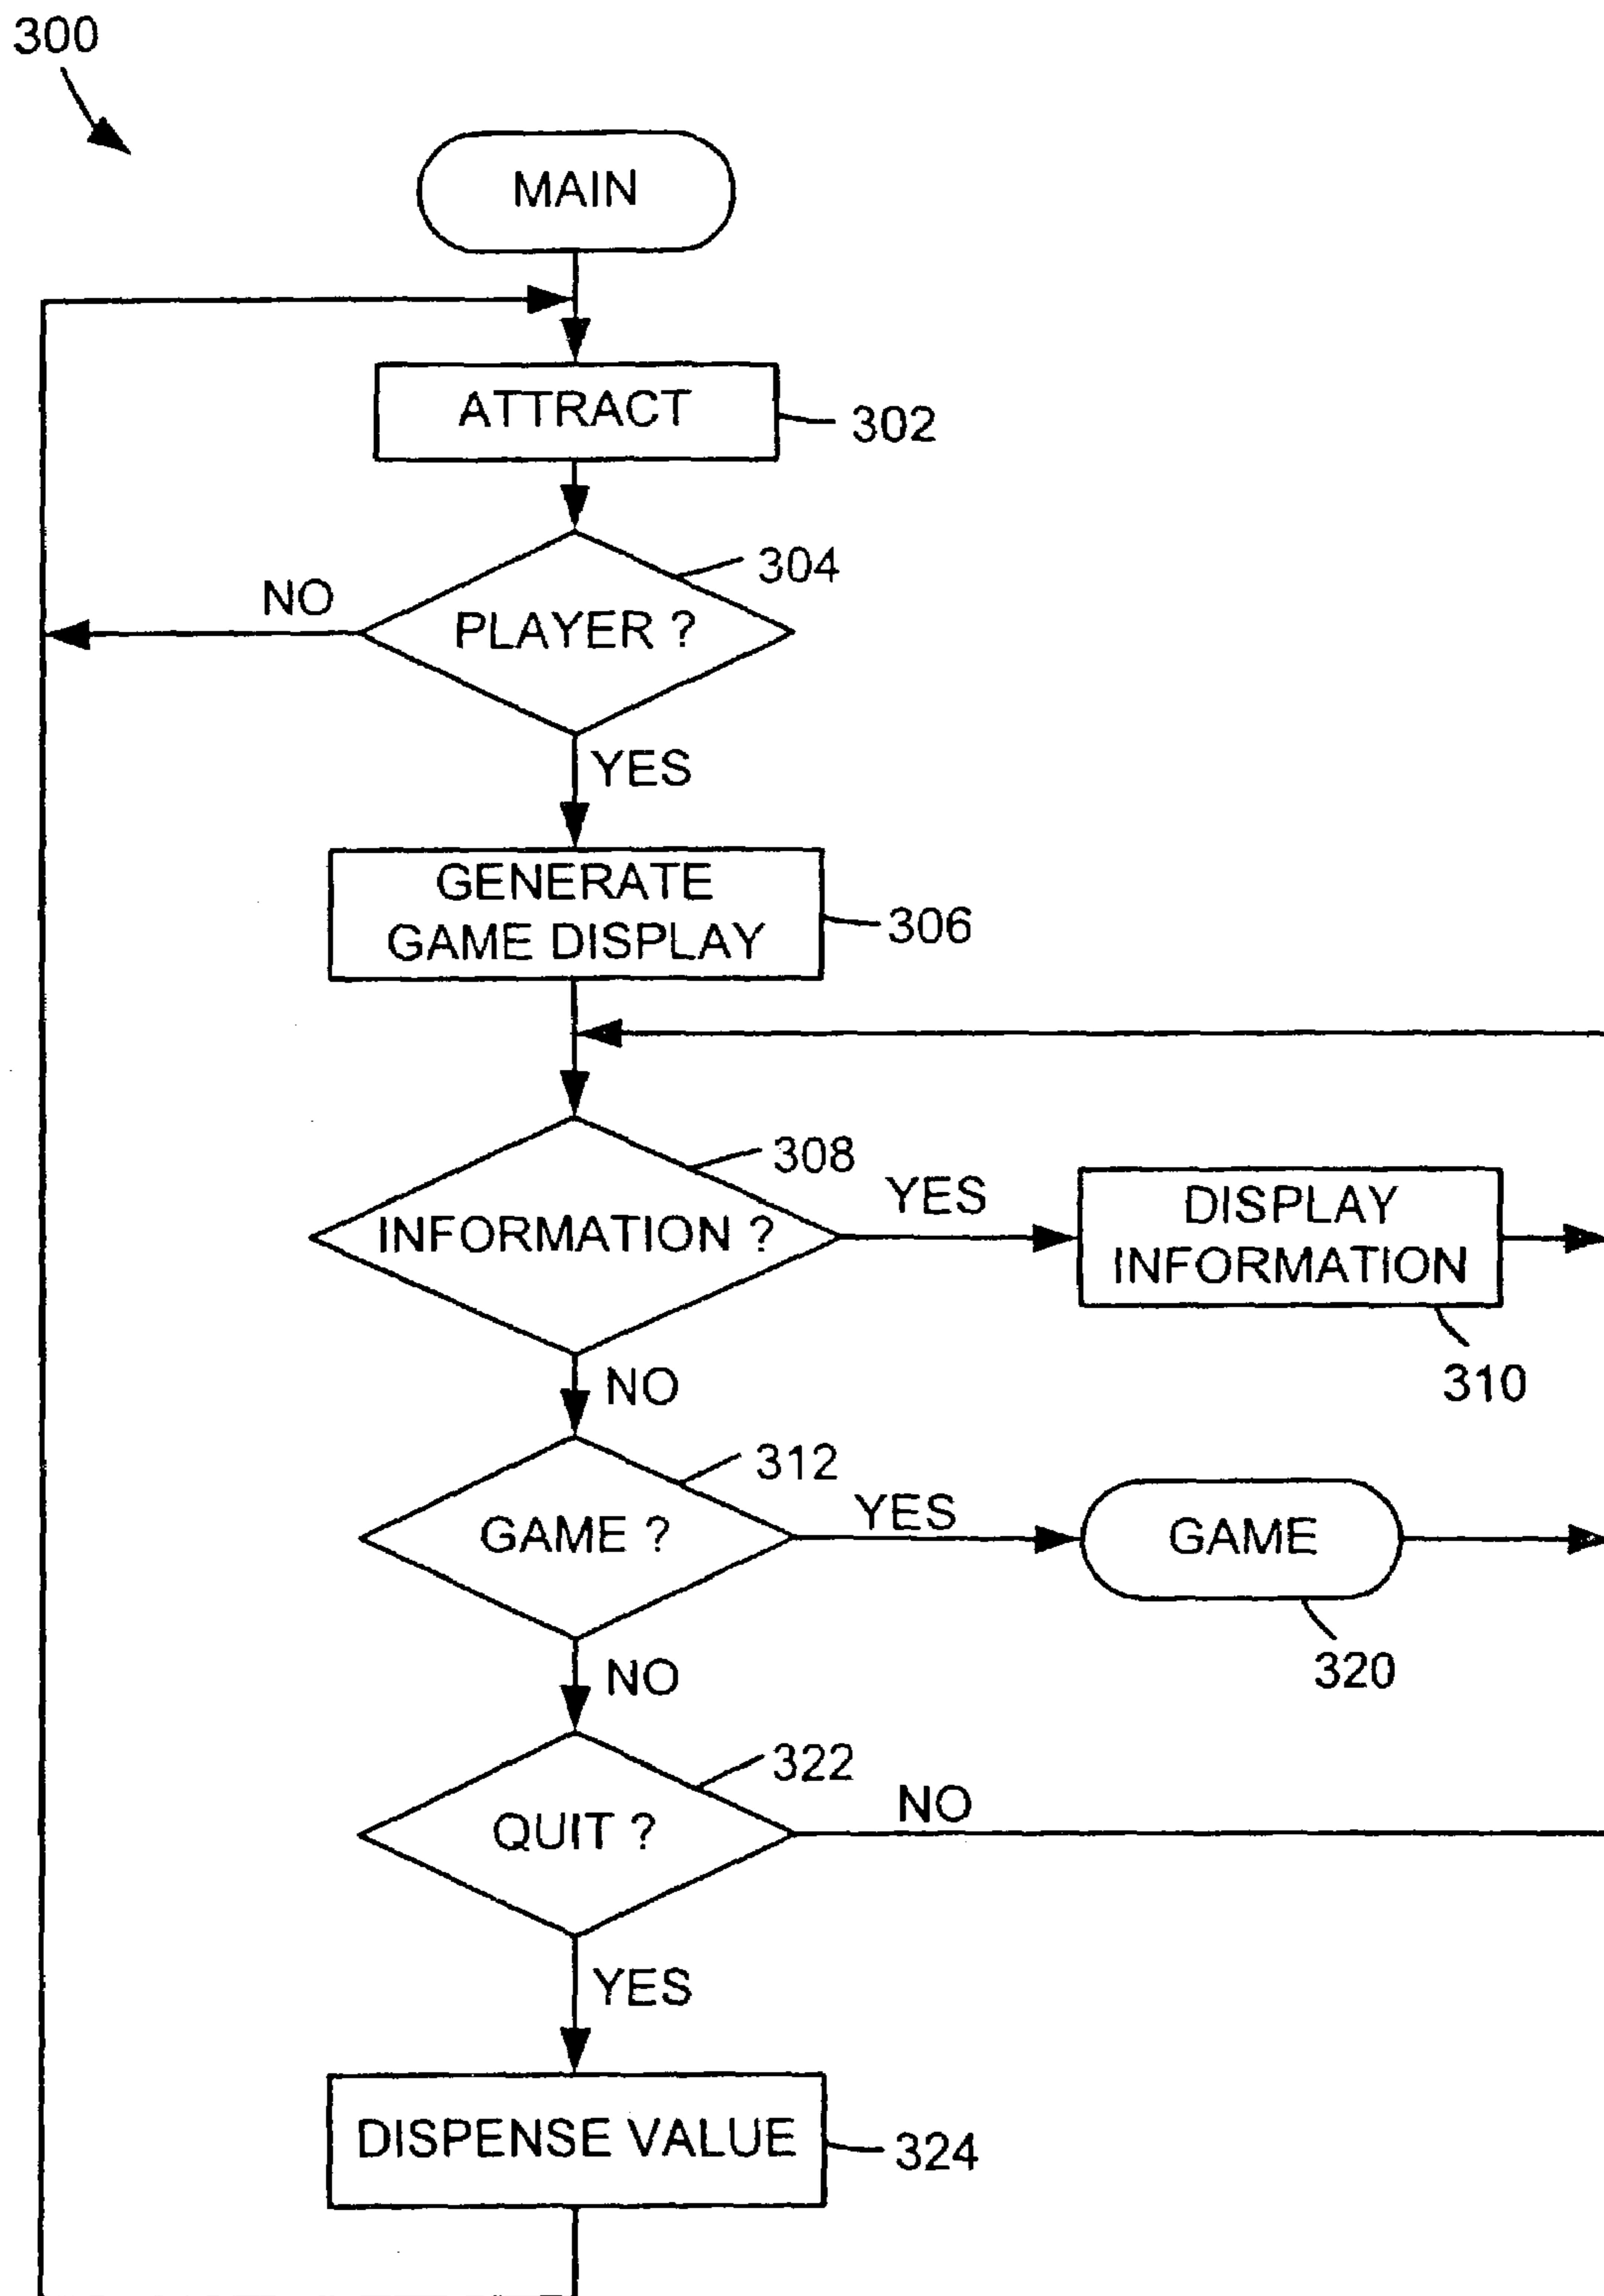 300
MAIN
ATTRACT
302
304
NO
PLAYER ?
YES
GENERATE
GAME DISPLAY
306
308
INFORMATION ?
YES
DISPLAY
INFORMATION
310
NO
312
GAME ?
YES
GAME
320
NO
322
QUIT ?
NO
YES
DISPENSE VALUE
324